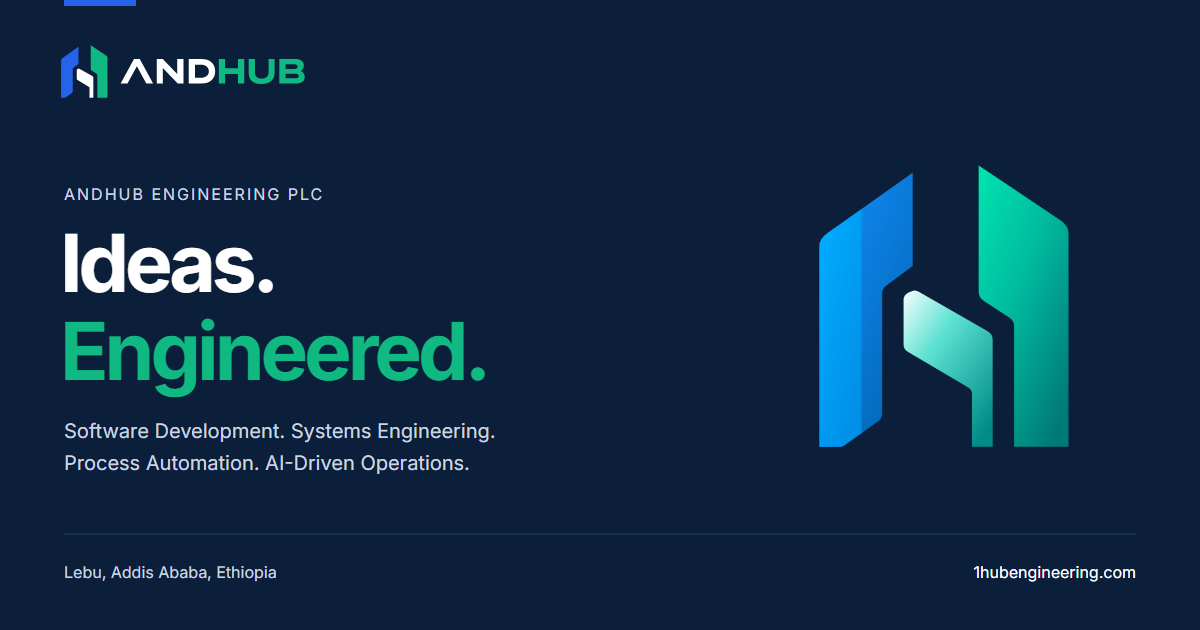 ANDHUB
ANDHUB ENGINEERING PLC
Ideas.
Engineered.
Software Development. Systems Engineering.
Process Automation. AI-Driven Operations.
Lebu, Addis Ababa, Ethiopia
1hubengineering.com